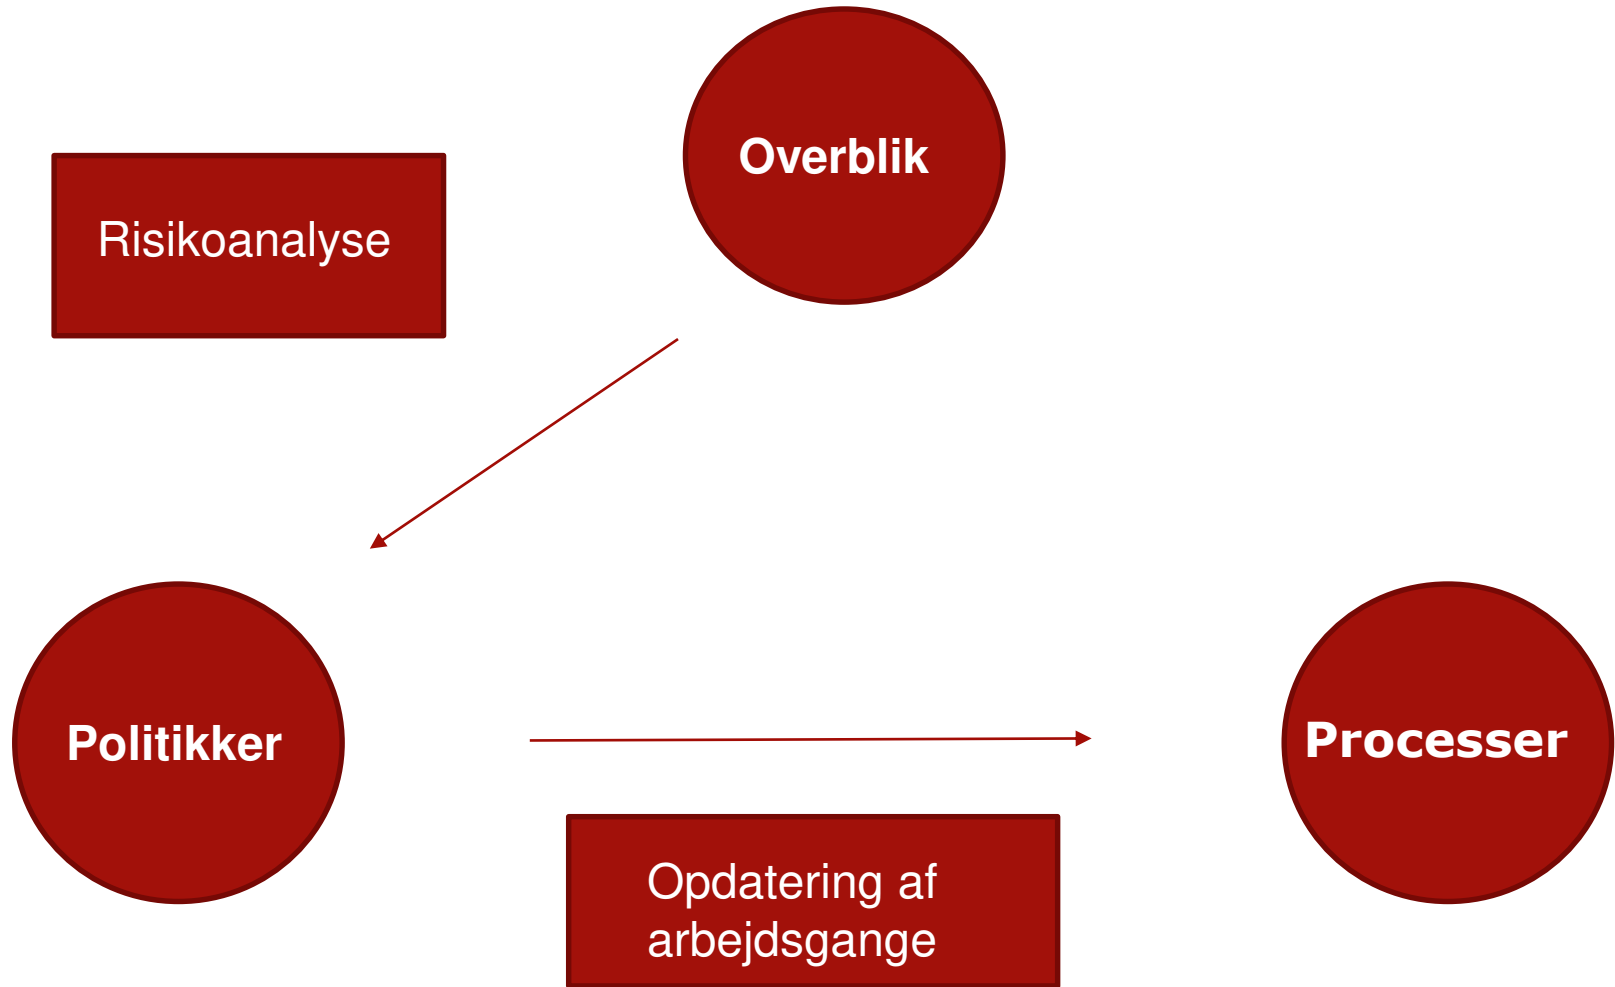 Overblik
Risikoanalyse
Politikker
Processer
Opdatering af
arbejdsgange